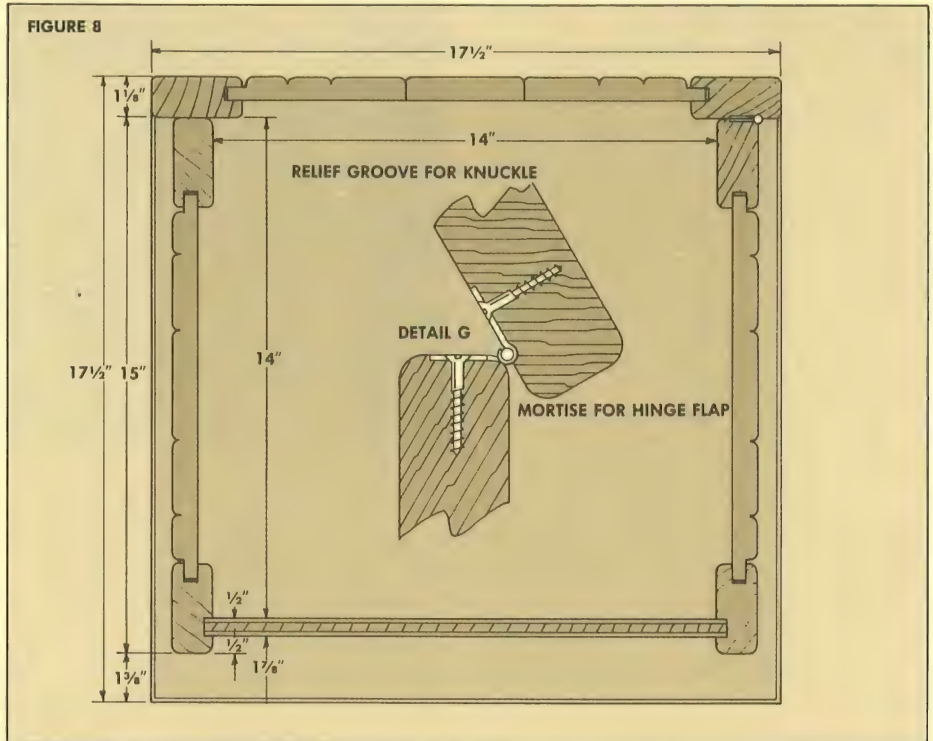 FIGURE 8
17½"
1⅛"
14"
RELIEF GROOVE FOR KNUCKLE
DETAIL G
17½" 15"
14"
MORTISE FOR HINGE FLAP
½"
½"
1⅞"
1⅜"